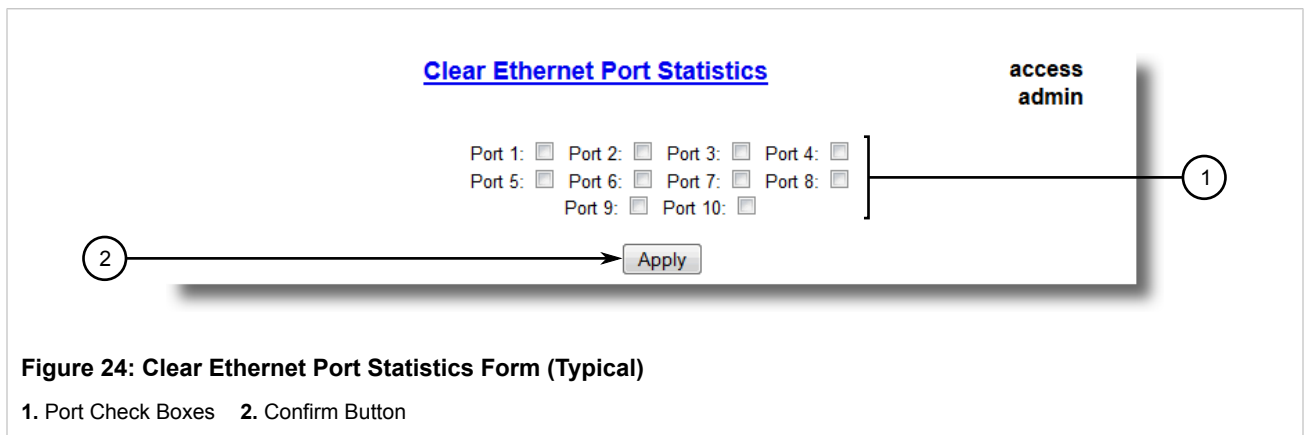 Clear Ethernet Port Statistics
access
admin
Port 1: Port 2: Port 3: Port 4:
Port 5: Port 6: Port 7: Port 8:
Port 9: Port 10:
1
2
Apply
Figure 24: Clear Ethernet Port Statistics Form (Typical)
1. Port Check Boxes 2. Confirm Button